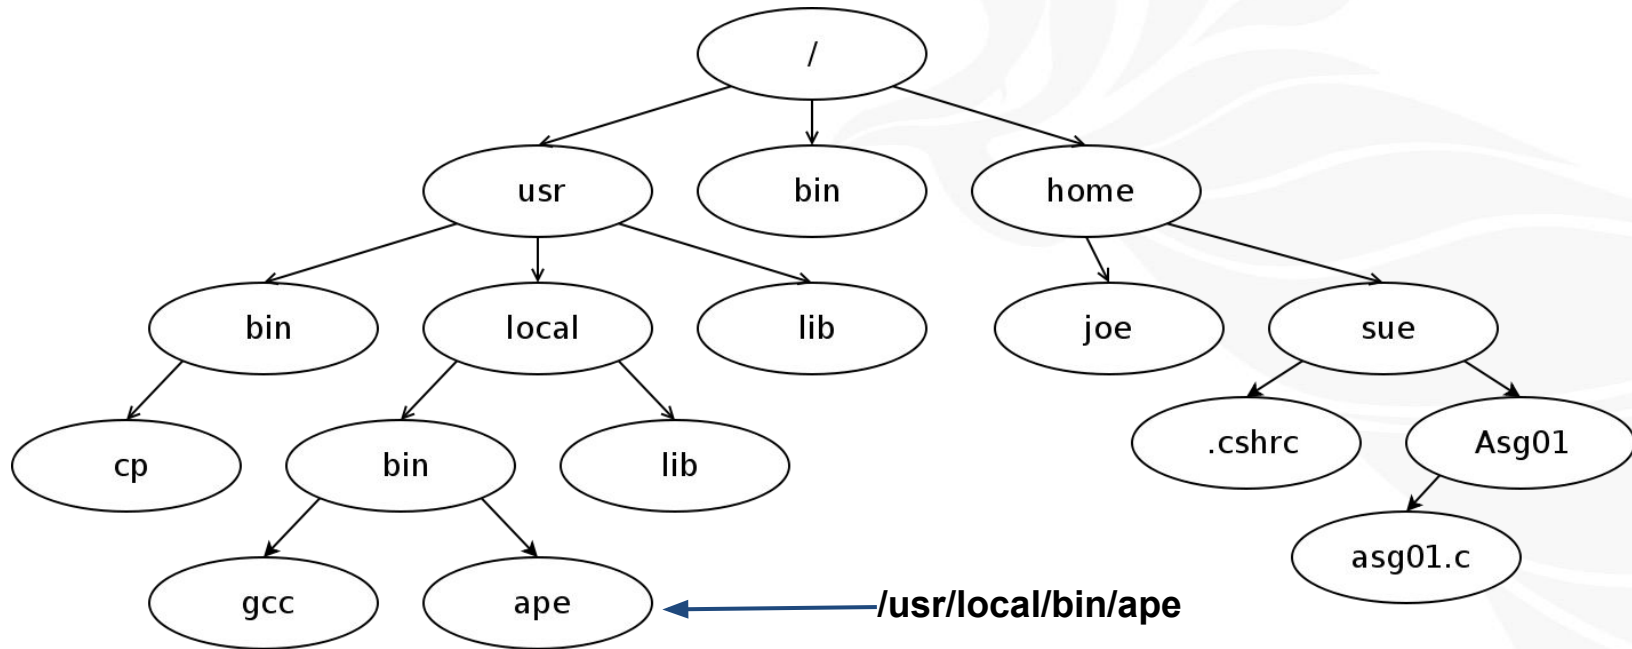 /
usr
bin
home
bin
local
lib
joe
sue
cp
bin
lib
.cshrc
Asg01
gcc
ape
/usr/local/bin/ape
asg01.c